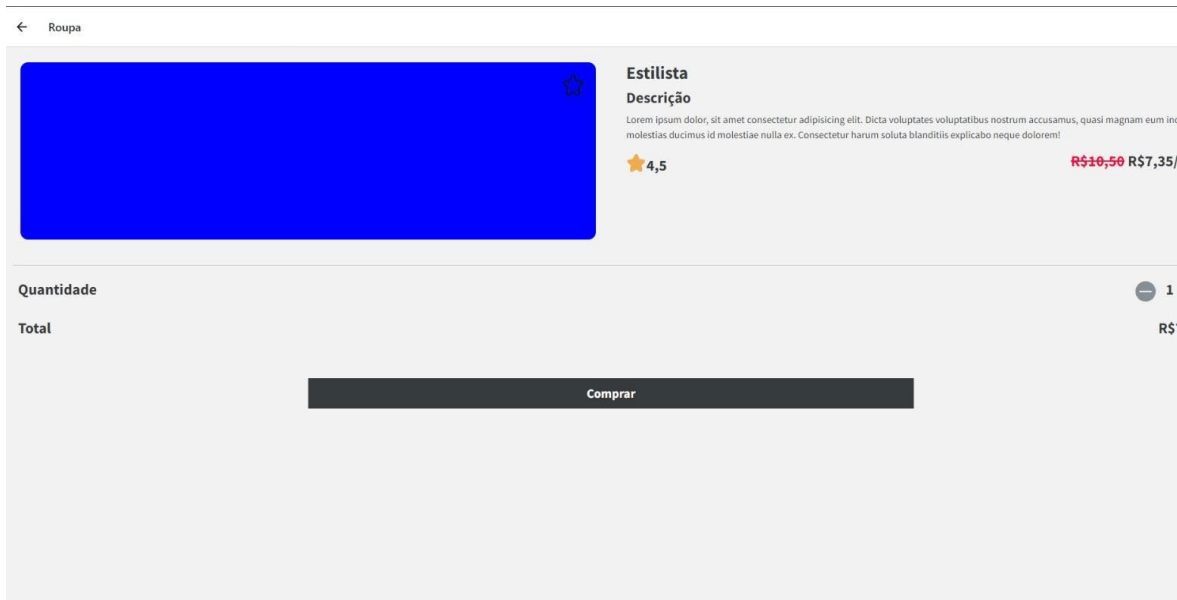 Roupa
Estilista
Descrição
Lorem ipsum dolor, sit amet consectetur adipisicing elit. Dicta voluptates voluptatibus nostrum accusamus, quasi magnam eum
molestias ducimus id molestiae nulla ex. Consectetur harum soluta blanditiis explicabo neque dolorem!
4,5
R$10,50 R$7,35/
Quantidade
1
Total
R$
Comprar